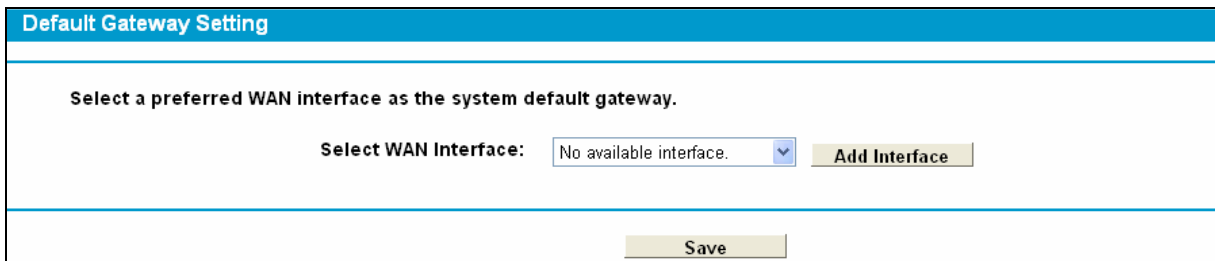 Default Gateway Setting
Select a preferred WAN interface as the system default gateway.
Select WAN Interface: No available interface. Add Interface
Save